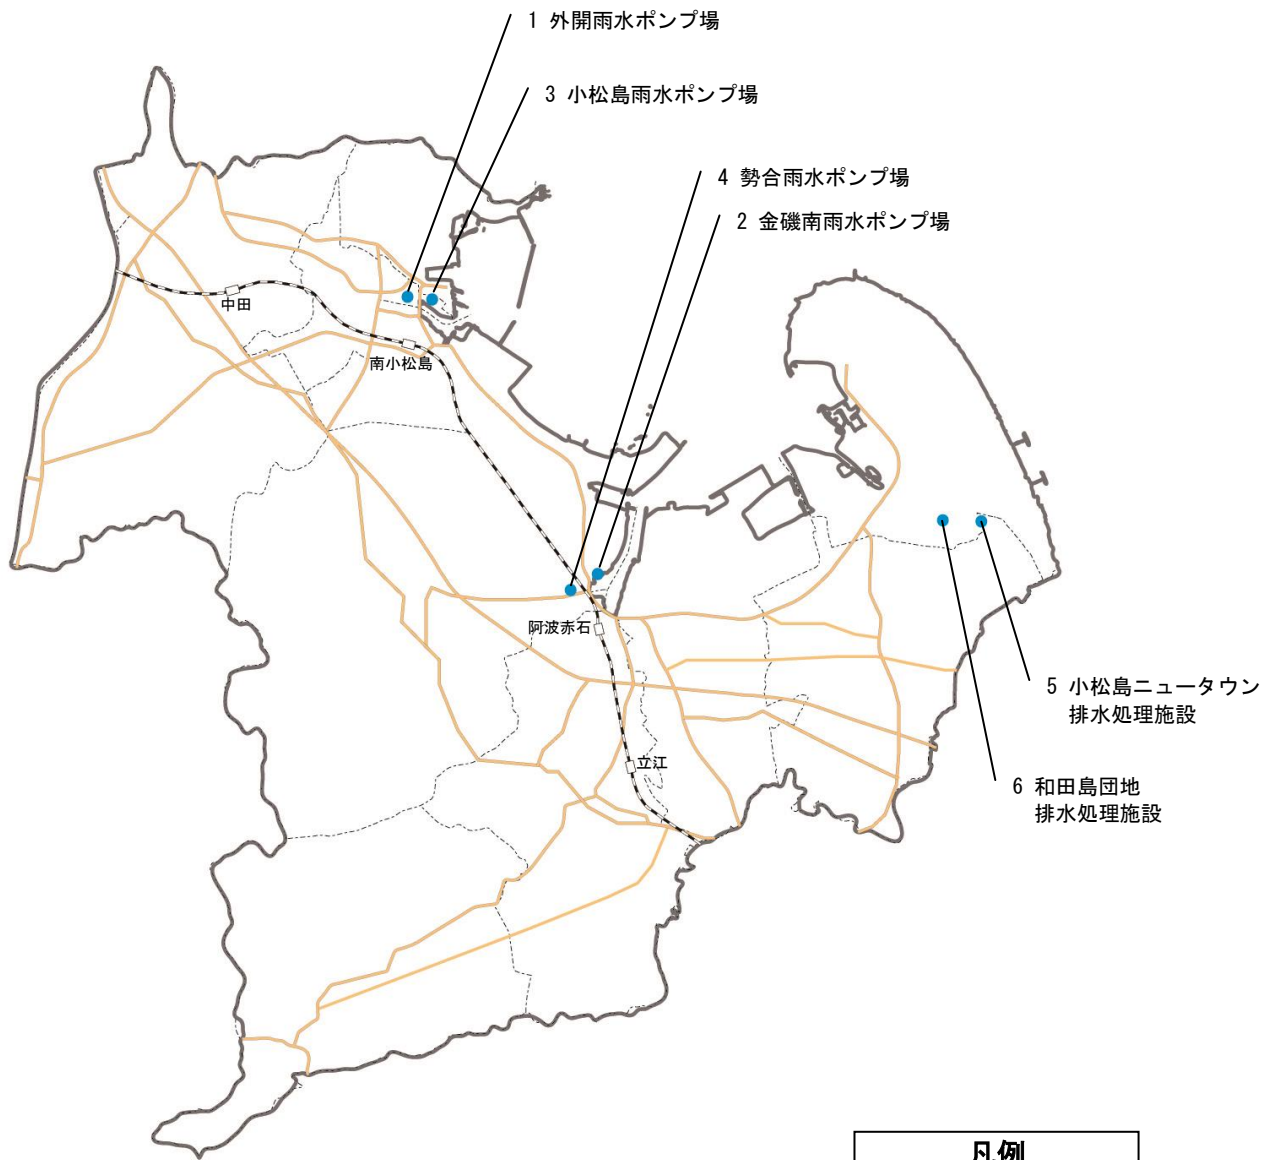 1 外開雨水ポンプ場
3 小松島雨水ポンプ場
4 勢合雨水ポンプ場
2 金磯南雨水ポンプ場
中田
南小松島
阿波赤石
5 小松島ニュータウン
排水処理施設
立江
6 和田島団地
排水処理施設
凡例